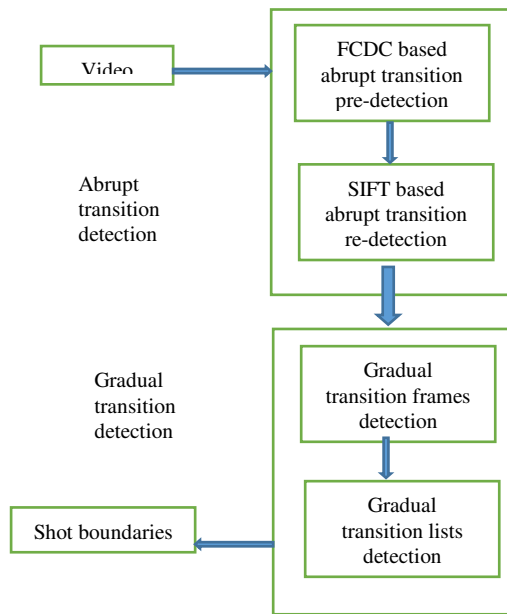 Video
FCDC based
abrupt transition
pre-detection
Abrupt
transition
detection
SIFT based
abrupt transition
re-detection
Gradual
transition
detection
Gradual
transition frames
detection
Shot boundaries
Gradual
transition lists
detection